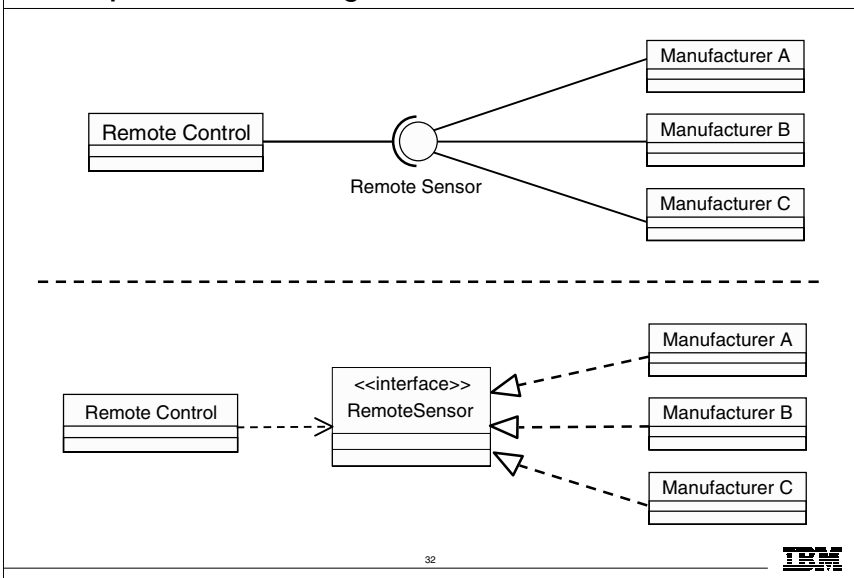 Remote Control
Manufacturer A
Manufacturer B
Manufacturer C
Remote Sensor
Remote Control
<<interface>>
RemoteSensor
Manufacturer A
Manufacturer B
Manufacturer C
32
IBM